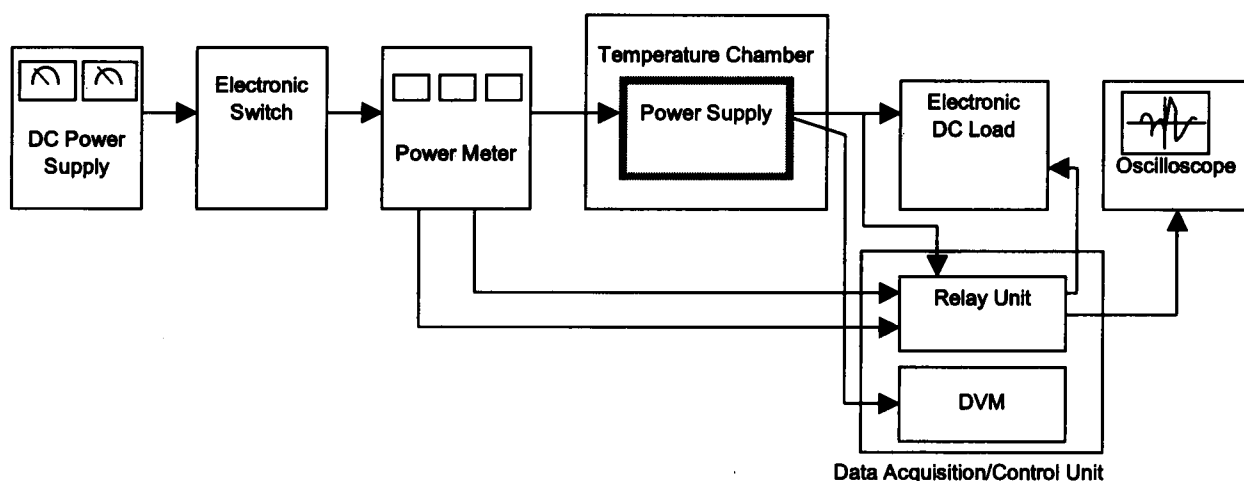 DC Power
Supply
Electronic
Switch
Power Meter
Temperature Chamber
Power Supply
Electronic
DC Load
Oscilloscope
Relay Unit
DVM
Data Acquisition/Control Unit